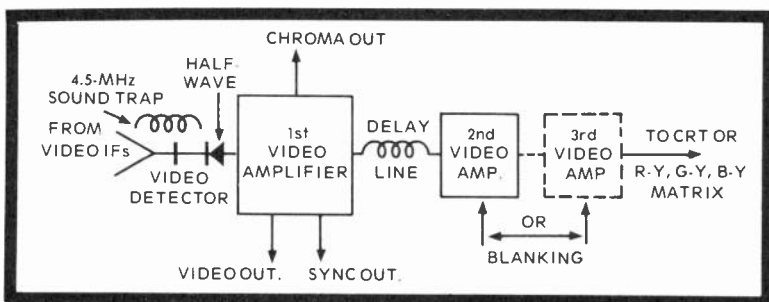 CHROMA OUT
4.5-MHz
SOUND TRAP
HALF-
WAVE
FROM
VIDEO IFs
VIDEO
DETECTOR
1st
VIDEO
AMPLIFIER
DELAY
LINE
2nd
VIDEO
AMP.
3rd
VIDEO
AMP
TO CRT OR
R-Y, G-Y, B-Y
MATRIX
OR
BLANKING
VIDEO OUT.
SYNC OUT.